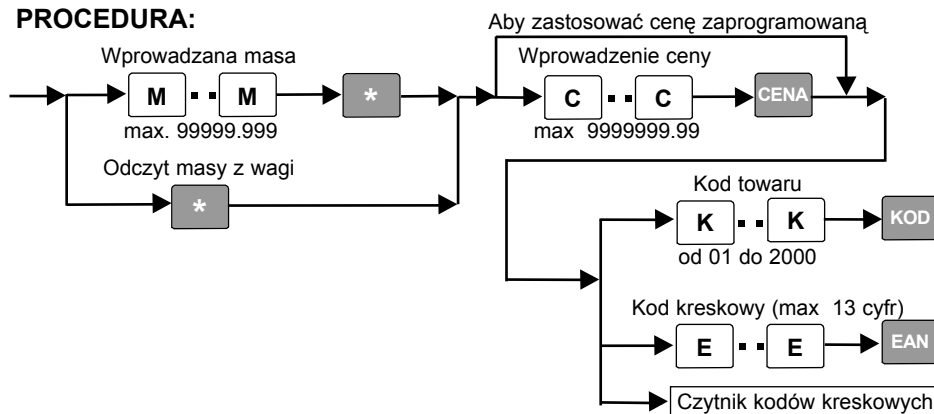 PROCEDURA:
Aby zastosować cenę zaprogramowaną
Wprowadzana masa
Wprowadzenie ceny
M .. M *
C .. C CENA
max. 99999.999
max 9999999.99
Odczyt masy z wagi
*
Kod towaru
K .. K KOD
od 01 do 2000
Kod kreskowy (max 13 cyfr)
E .. E EAN
Czytnik kodów kreskowych